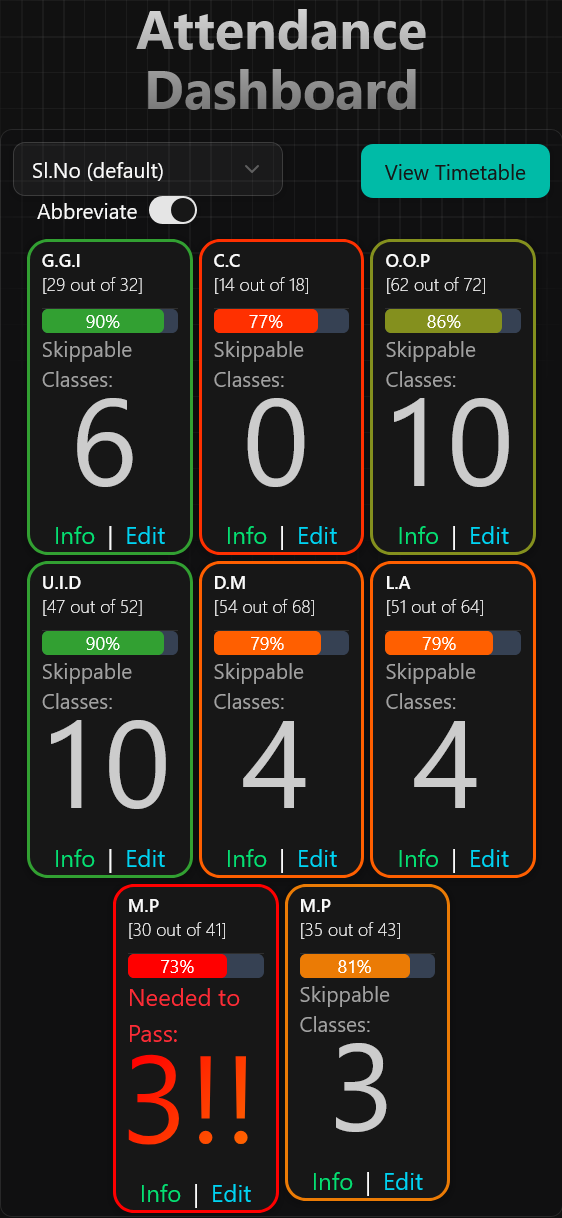 Attendance
Dashboard
Sl.No (default)
View Timetable
Abbreviate
G.G.I
[29 out of 32]
90%
Skippable
Classes:
6
Info | Edit
C.C
[14 out of 18]
77%
Skippable
Classes:
0
Info | Edit
O.O.P
[62 out of 72]
86%
Skippable
Classes:
10
Info | Edit
U.I.D
[47 out of 52]
90%
Skippable
Classes:
10
Info | Edit
D.M
[54 out of 68]
79%
Skippable
Classes:
4
Info | Edit
L.A
[51 out of 64]
79%
Skippable
Classes:
4
Info | Edit
M.P
[30 out of 41]
73%
Needed to
Pass:
3!!
Info | Edit
M.P
[35 out of 43]
81%
Skippable
Classes:
3
Info | Edit